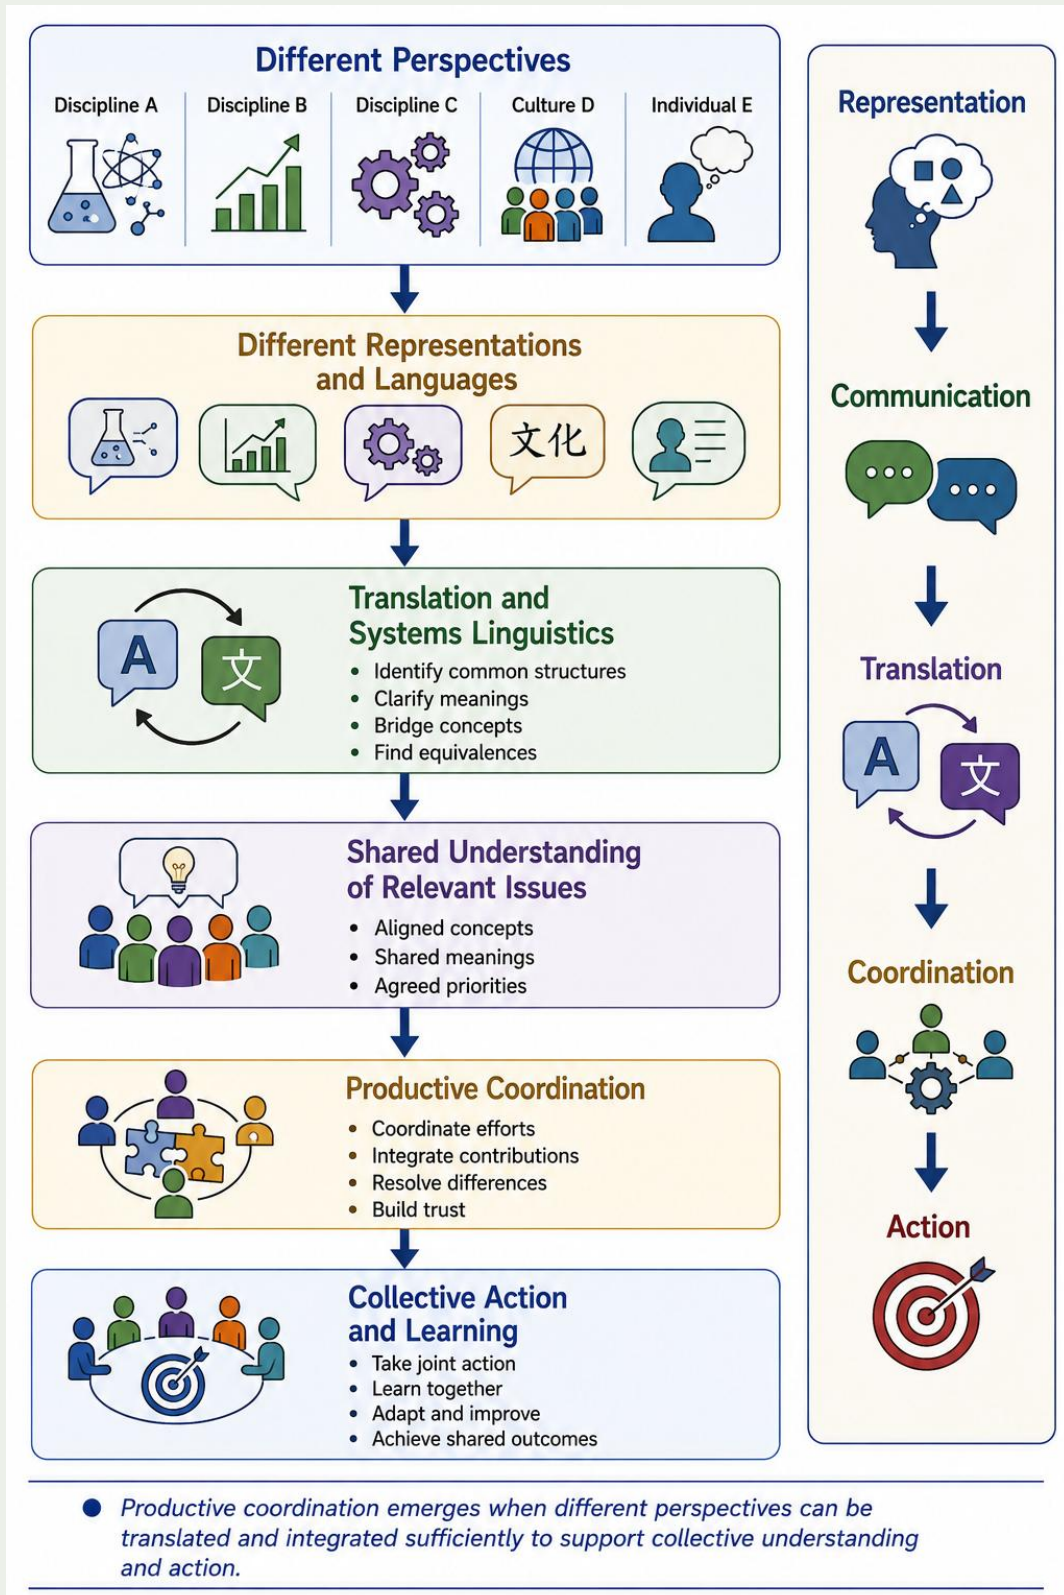 Different Perspectives
Discipline A
Discipline B
Discipline C
Culture D
Individual E
Different Representations
and Languages
文化
A
文
Translation and
Systems Linguistics
• Identify common structures
• Clarify meanings
• Bridge concepts
• Find equivalences
Shared Understanding
of Relevant Issues
• Aligned concepts
• Shared meanings
• Agreed priorities
Productive Coordination
• Coordinate efforts
• Integrate contributions
• Resolve differences
• Build trust
Collective Action
and Learning
• Take joint action
• Learn together
• Adapt and improve
• Achieve shared outcomes
Representation
Communication
Translation
A
文
Coordination
Action
• Productive coordination emerges when different perspectives can be
translated and integrated sufficiently to support collective understanding
and action.